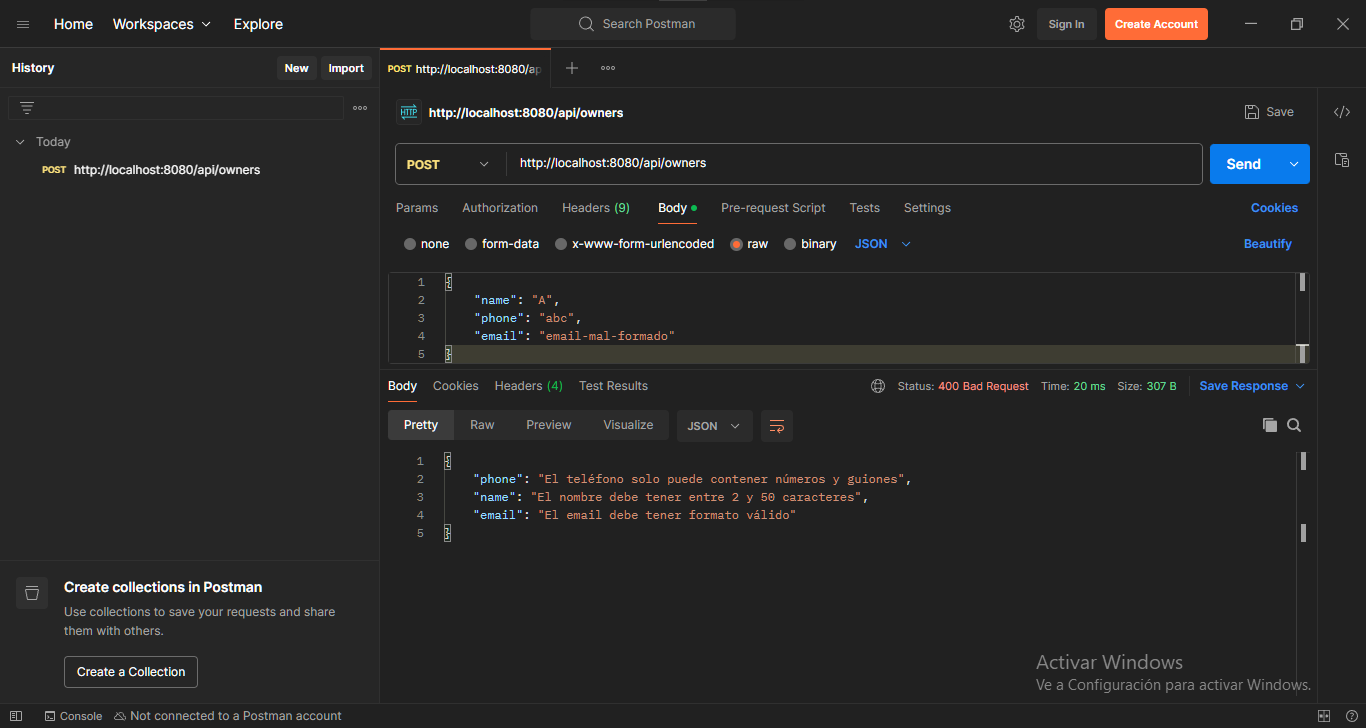 Home Workspaces Explore Search Postman Sign In Create Account
History New Import
POST http://localhost:8080/ap
HTTP http://localhost:8080/api/owners Save
Today
POST http://localhost:8080/api/owners
POST http://localhost:8080/api/owners Send
Params Authorization Headers (9) Body Pre-request Script Tests Settings Cookies
none form-data x-www-form-urlencoded raw binary JSON Beautify
1 {
2 "name": "A",
3 "phone": "abc",
4 "email": "email-mal-formado"
5 }
Body Cookies Headers (4) Test Results Status: 400 Bad Request Time: 20 ms Size: 307 B Save Response
Pretty Raw Preview Visualize JSON
1 {
2 "phone": "El teléfono solo puede contener números y guiones",
3 "name": "El nombre debe tener entre 2 y 50 caracteres",
4 "email": "El email debe tener formato válido"
5 }
Create collections in Postman
Use collections to save your requests and share
them with others.
Create a Collection
Activar Windows
Ve a Configuración para activar Windows.
Console Not connected to a Postman account